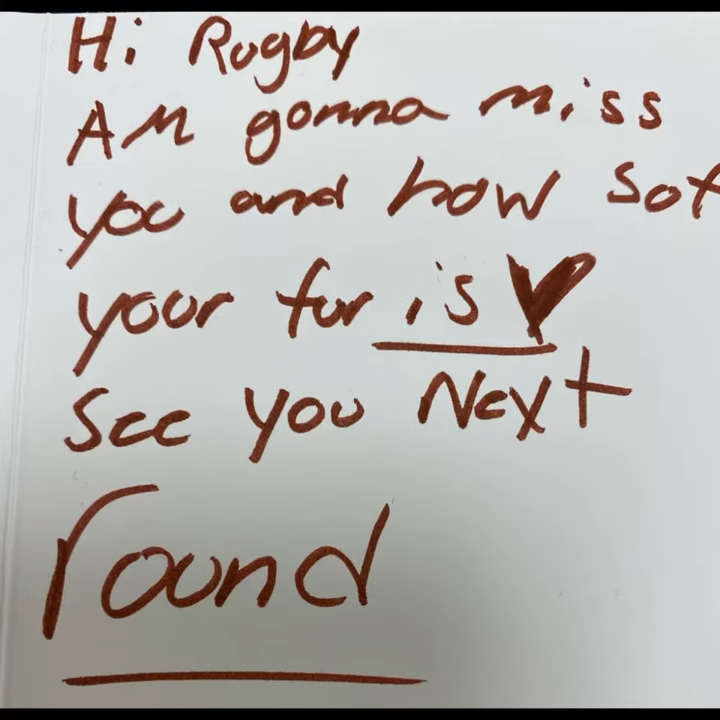 Hi Rugby
AM gonna miss
you and how sof
your fur is ♥
See you Next
round